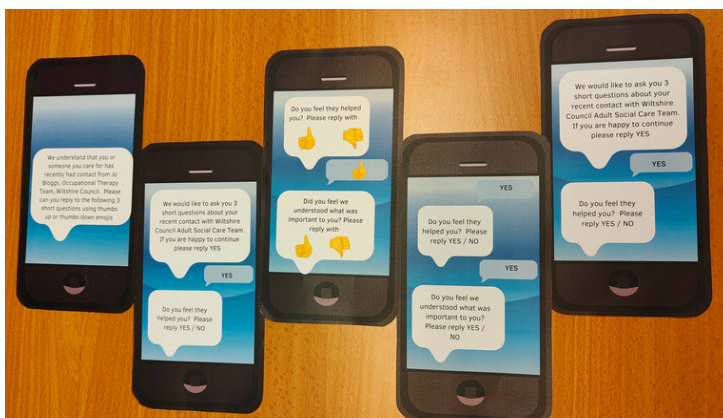 We understand that you or
someone you care for has
recently had contact from Jo
Bloggs, Occupational Therapy
Team, Wiltshire Council. Please
can you reply to the following 3
short questions using thumbs
up or thumbs down emojis
We would like to ask you 3
short questions about your
recent contact with Wiltshire
Council Adult Social Care Team.
If you are happy to continue
please reply YES
YES
Do you feel they
helped you? Please
reply YES / NO
Do you feel they helped
you? Please reply with
Did you feel we
understood what was
important to you? Please
reply with
YES
Do you feel they
helped you? Please
reply YES / NO
YES
Do you feel we
understood what was
important to you?
Please reply YES /
NO
We would like to ask you 3
short questions about your
recent contact with Wiltshire
Council Adult Social Care Team.
If you are happy to continue
please reply YES
YES
Do you feel they
helped you? Please
reply YES / NO